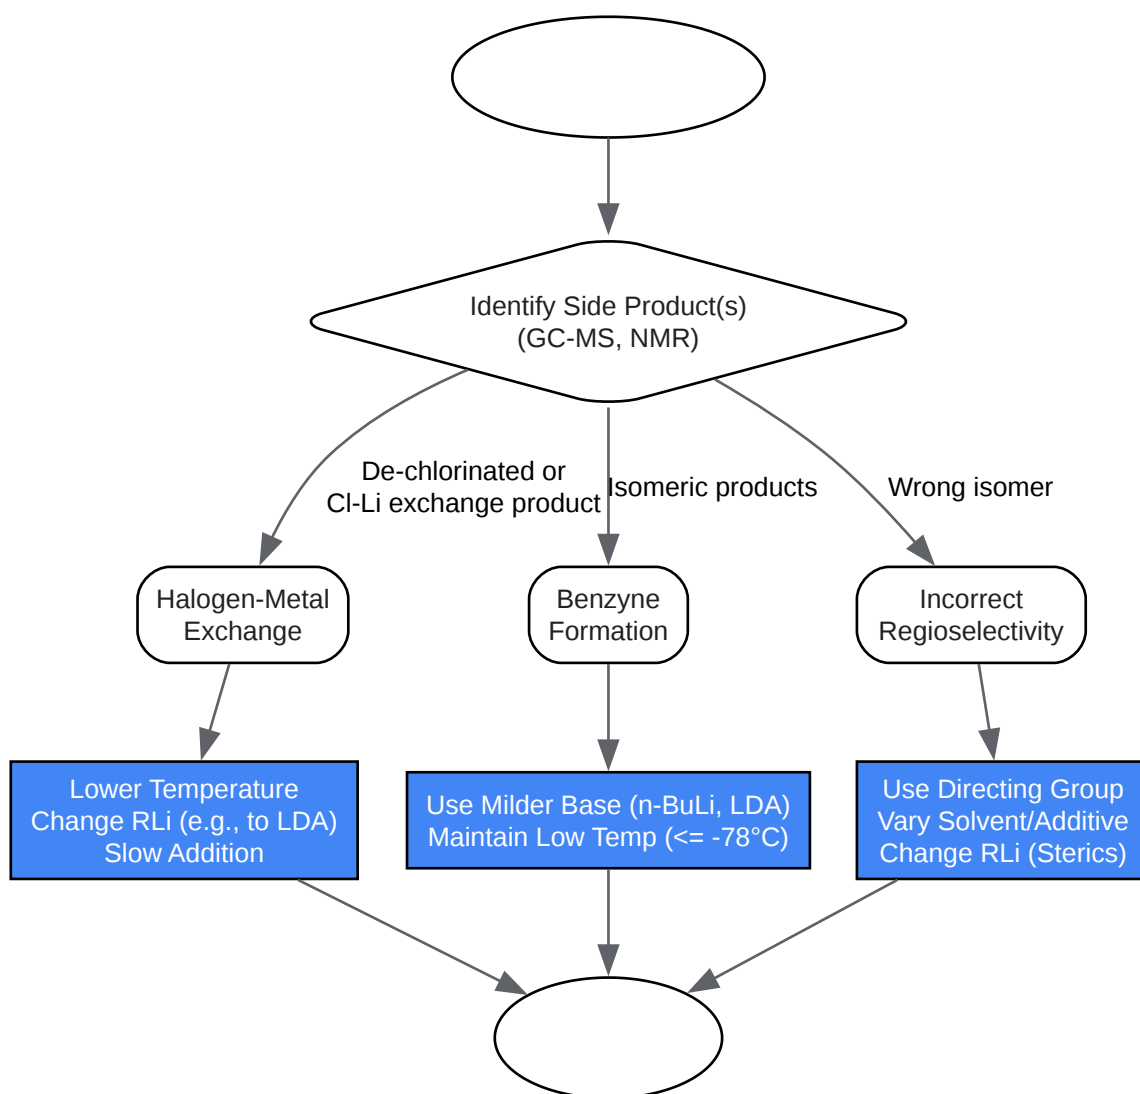 Identify Side Product(s)
(GC-MS, NMR)
De-chlorinated or
Cl-Li exchange product
Isomeric products
Wrong isomer
Halogen-Metal
Exchange
Benzyne
Formation
Incorrect
Regioselectivity
Lower Temperature
Change RLi (e.g., to LDA)
Slow Addition
Use Milder Base (n-BuLi, LDA)
Maintain Low Temp (<= -78°C)
Use Directing Group
Vary Solvent/Additive
Change RLi (Sterics)